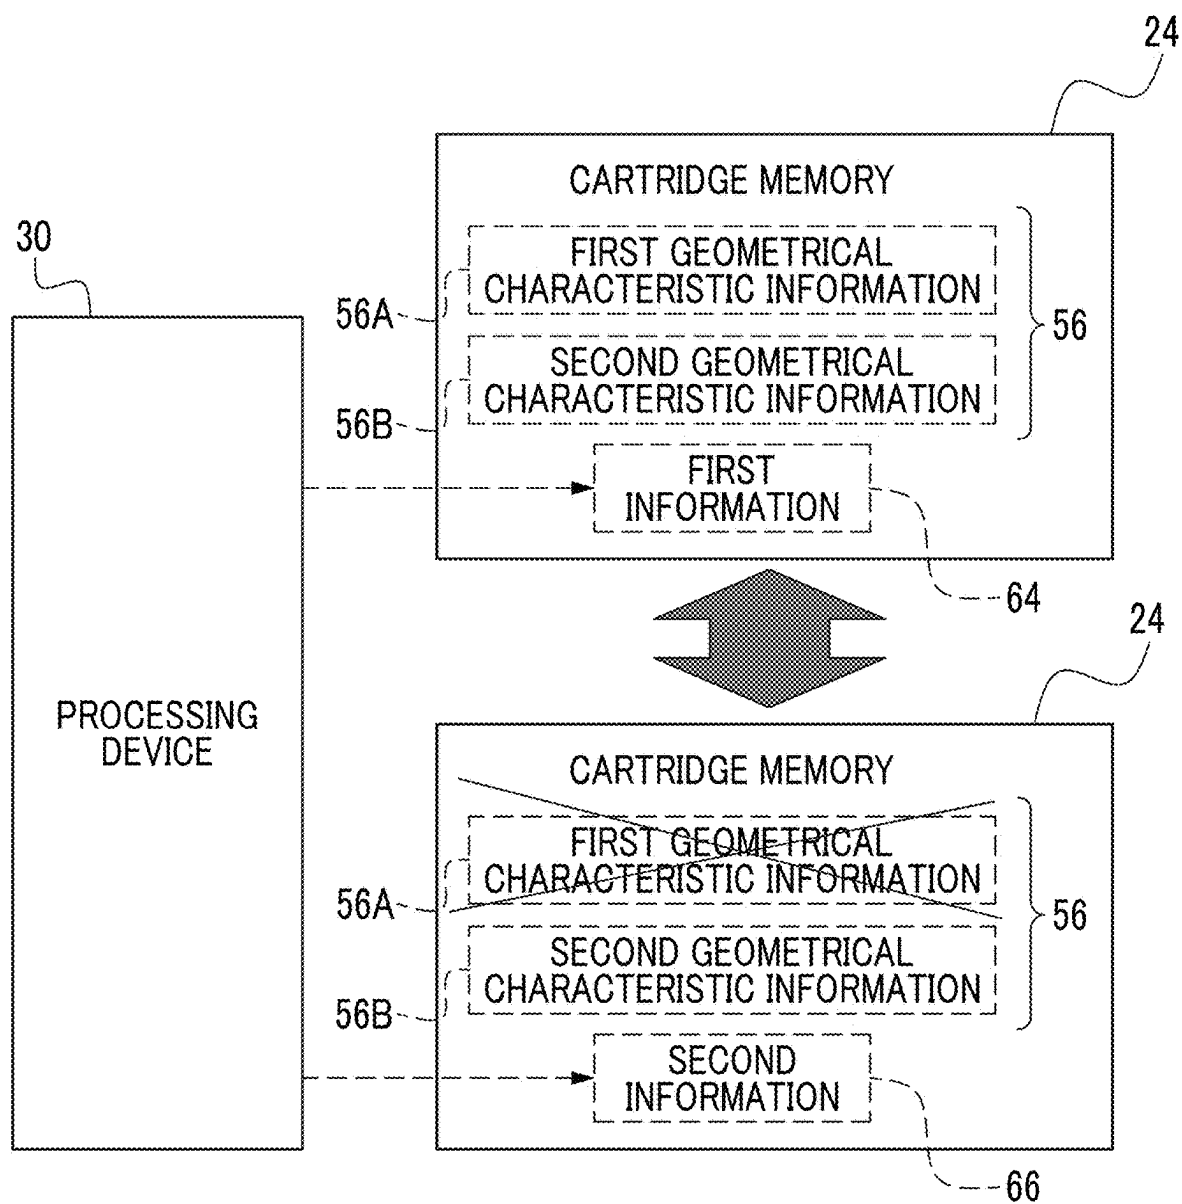 24
CARTRIDGE MEMORY
30
FIRST GEOMETRICAL
CHARACTERISTIC INFORMATION
56A
56
SECOND GEOMETRICAL
CHARACTERISTIC INFORMATION
56B
FIRST
INFORMATION
64
24
PROCESSING
DEVICE
CARTRIDGE MEMORY
FIRST GEOMETRICAL
CHARACTERISTIC INFORMATION
56A
56
SECOND GEOMETRICAL
CHARACTERISTIC INFORMATION
56B
SECOND
INFORMATION
66